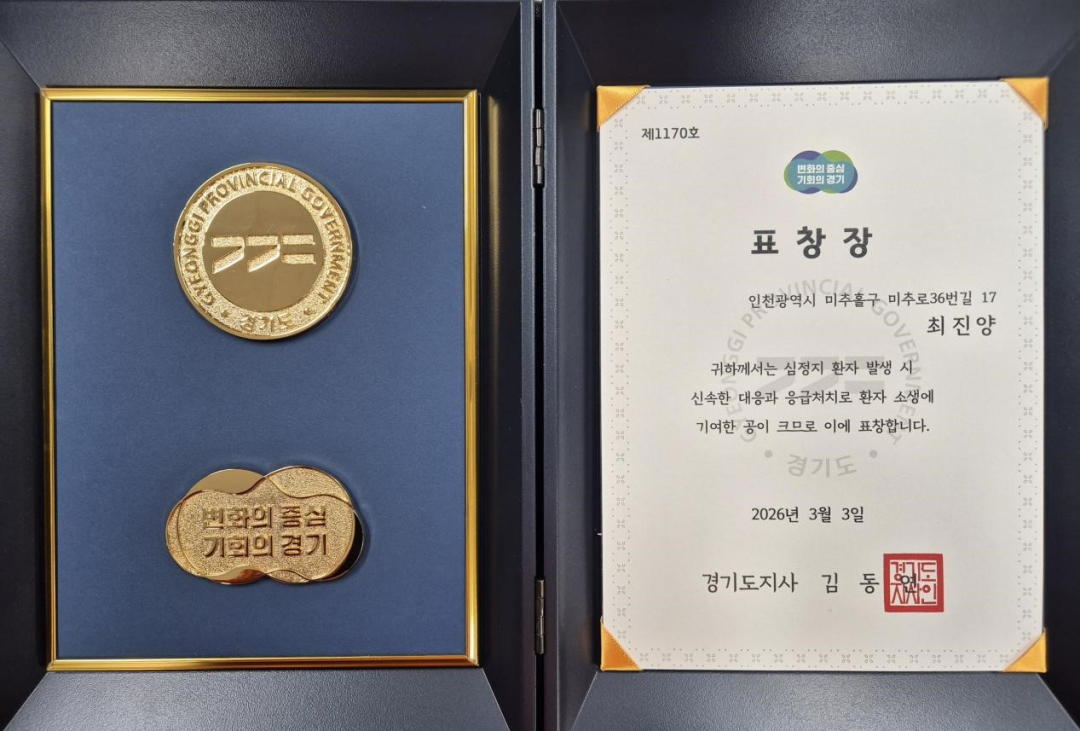 GYEONGGI PROVINCIAL GOVERNMENT
경기도
변화의 중심
기회의 경기
제1170호
변화의 중심
기회의 경기
표창장
인천광역시 미추홀구 미추로36번길 17
최진양
귀하께서는 심정지 환자 발생 시
신속한 대응과 응급처치로 환자 소생에
기여한 공이 크므로 이에 표창합니다.
GYEONGGI PROVINCIAL GOVERNMENT
경기도
2026년 3월 3일
경기도지사 김동연
경기도
지사인